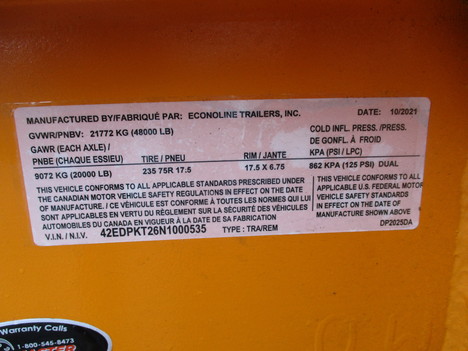 MANUFACTURED BY/FABRIQUÉ PAR: ECONOLINE TRAILERS, INC. DATE: 10/2021
GVWR/PNBV: 21772 KG (48000 LB) COLD INFL. PRESS./PRESS.
GAWR (EACH AXLE) / DE GONFL. À FROID
PNBE (CHAQUE ESSIEU) TIRE / PNEU RIM / JANTE KPA (PSI / LPC)
9072 KG (20000 LB) 235 75R 17.5 17.5 X 6.75 862 KPA (125 PSI) DUAL
THIS VEHICLE CONFORMS TO ALL APPLICABLE STANDARDS PRESCRIBED UNDER
THE CANADIAN MOTOR VEHICLE SAFETY REGULATIONS IN EFFECT ON THE DATE OF
MANUFACTURE / CE VÉHICULE EST CONFORME À TOUTES LES NORMES QUI LUI
SONT APPLICABLES EN VERTU DU RÈGLEMENT SUR LA SÉCURITÉ DES VÉHICULES
AUTOMOBILES DU CANADA EN VIGUEUR À LA DATE DE SA FABRICATION
THIS VEHICLE CONFORMS TO ALL
APPLICABLE U.S. FEDERAL MOTOR
VEHICLE SAFETY STANDARDS
IN EFFECT ON THE DATE OF
MANUFACTURE SHOWN ABOVE
V.I.N. / N.I.V. 42EDPKT26N1000535 TYPE : TRA/REM DP2025DA
Warranty Calls
1-800-545-8473